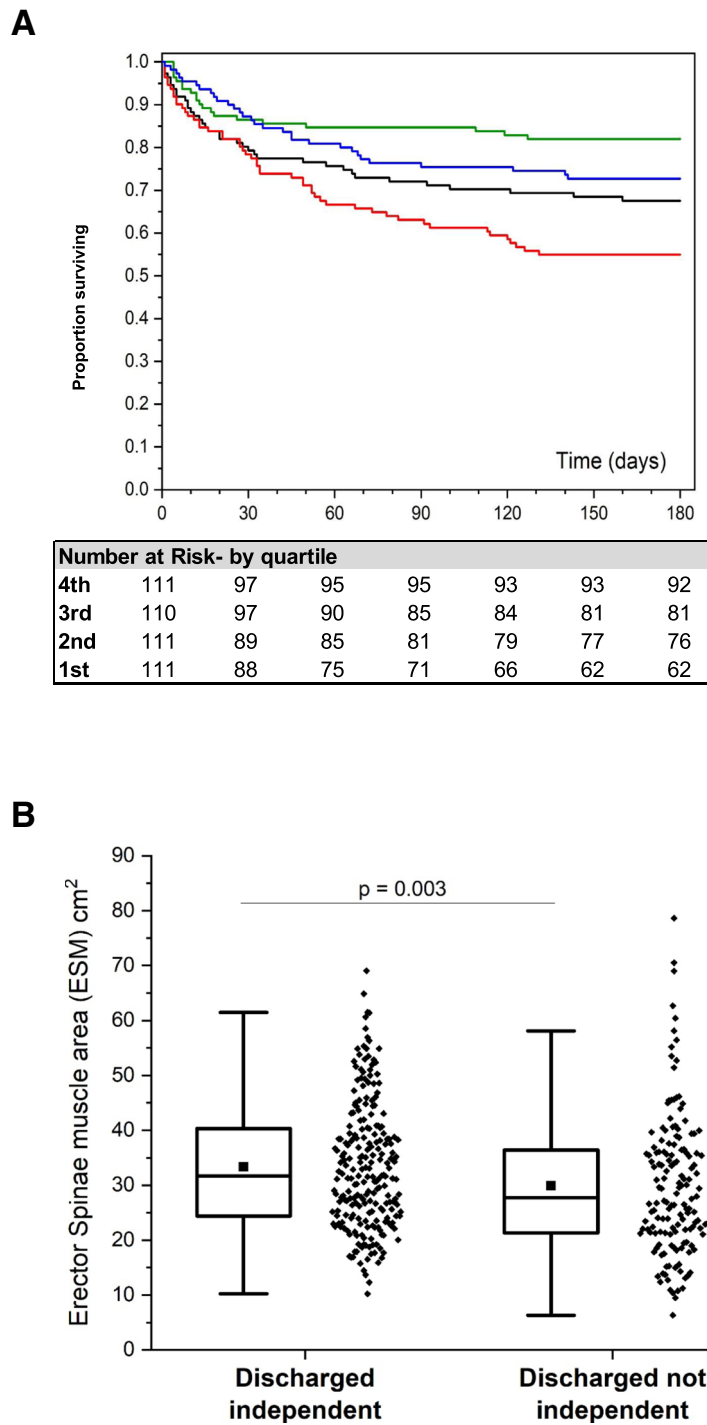 A
Proportion surviving
1.0
0.9
0.8
0.7
0.6
0.5
0.4
0.3
0.2
0.1
0.0
Time (days)
0 30 60 90 120 150 180
Number at Risk- by quartile
4th 111 97 95 95 93 93 92
3rd 110 97 90 85 84 81 81
2nd 111 89 85 81 79 77 76
1st 111 88 75 71 66 62 62
B
Erector Spinae muscle area (ESM) cm²
90
80
70
60
50
40
30
20
10
0
p = 0.003
Discharged
independent
Discharged not
independent